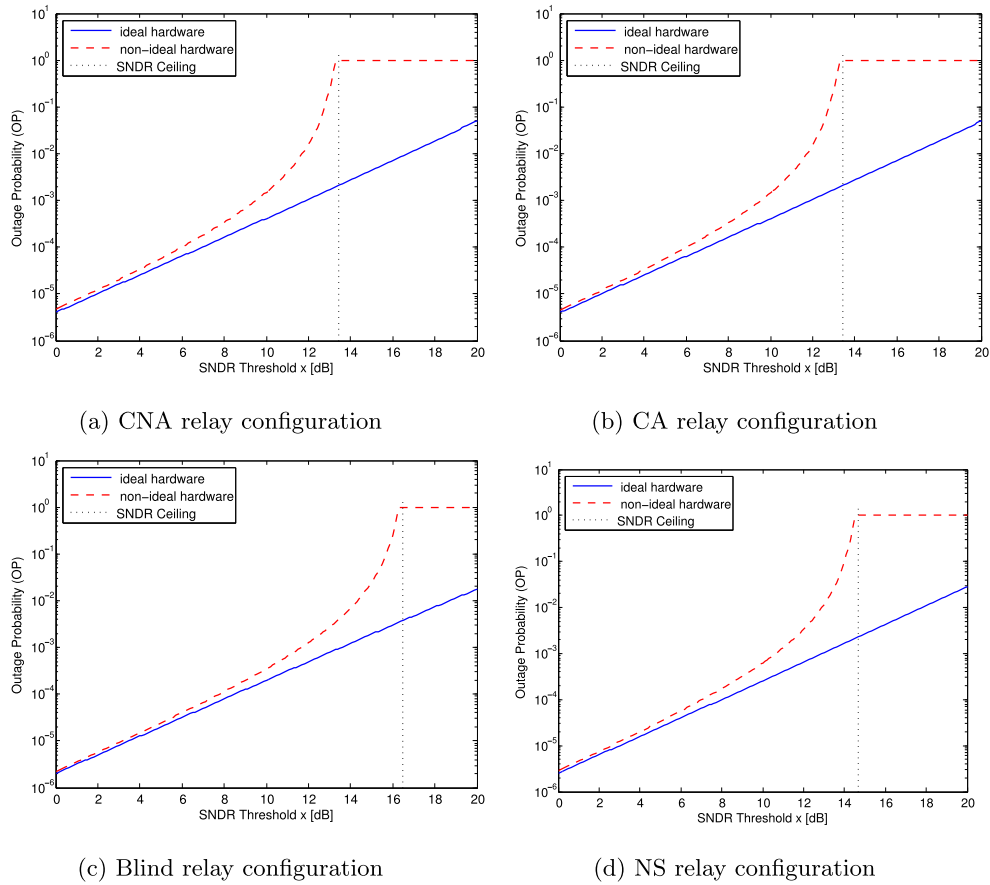 10^1
10^0
10^-1
10^-2
10^-3
10^-4
10^-5
10^-6
Outage Probability (OP)
ideal hardware
non-ideal hardware
SNDR Ceiling
0 2 4 6 8 10 12 14 16 18 20
SNDR Threshold x [dB]
(a) CNA relay configuration
10^1
10^0
10^-1
10^-2
10^-3
10^-4
10^-5
10^-6
Outage Probability (OP)
ideal hardware
non-ideal hardware
SNDR Ceiling
0 2 4 6 8 10 12 14 16 18 20
SNDR Threshold x [dB]
(b) CA relay configuration
10^1
10^0
10^-1
10^-2
10^-3
10^-4
10^-5
10^-6
Outage Probability (OP)
ideal hardware
non-ideal hardware
SNDR Ceiling
0 2 4 6 8 10 12 14 16 18 20
SNDR Threshold x [dB]
(c) Blind relay configuration
10^1
10^0
10^-1
10^-2
10^-3
10^-4
10^-5
10^-6
Outage Probability (OP)
ideal hardware
non-ideal hardware
SNDR Ceiling
0 2 4 6 8 10 12 14 16 18 20
SNDR Threshold x [dB]
(d) NS relay configuration